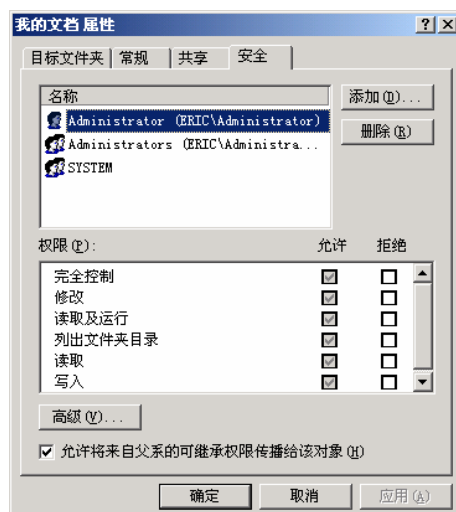 我的文档 属性
目标文件夹 常规 共享 安全
名称
添加(D)...
Administrator (ERIC\Administrator)
删除(R)
Administrators (ERIC\Administra...
SYSTEM
权限(P): 允许 拒绝
完全控制
修改
读取及运行
列出文件夹目录
读取
写入
高级(V)...
允许将来自父系的可继承权限传播给该对象(H)
确定 取消 应用(A)